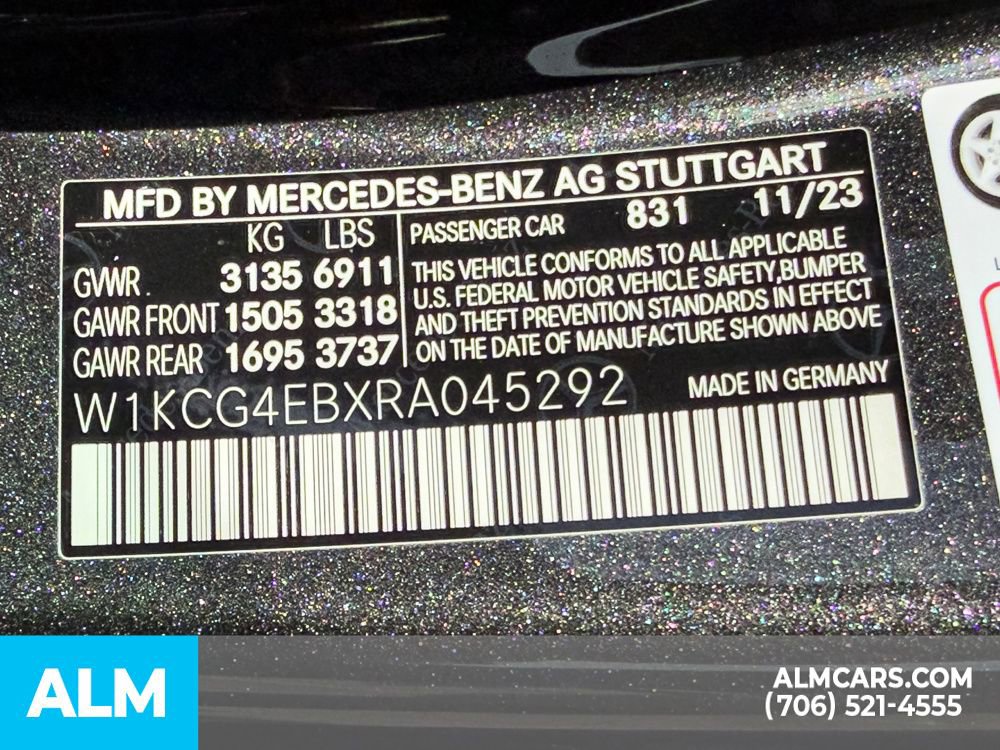 MFD BY MERCEDES-BENZ AG STUTTGART
KG LBS
GVWR 3135 6911
GAWR FRONT 1505 3318
GAWR REAR 1695 3737
PASSENGER CAR 831 11/23
THIS VEHICLE CONFORMS TO ALL APPLICABLE
U.S. FEDERAL MOTOR VEHICLE SAFETY,BUMPER
AND THEFT PREVENTION STANDARDS IN EFFECT
ON THE DATE OF MANUFACTURE SHOWN ABOVE
W1KCG4EBXRA045292 MADE IN GERMANY
ALM
ALMCARS.COM
(706) 521-4555